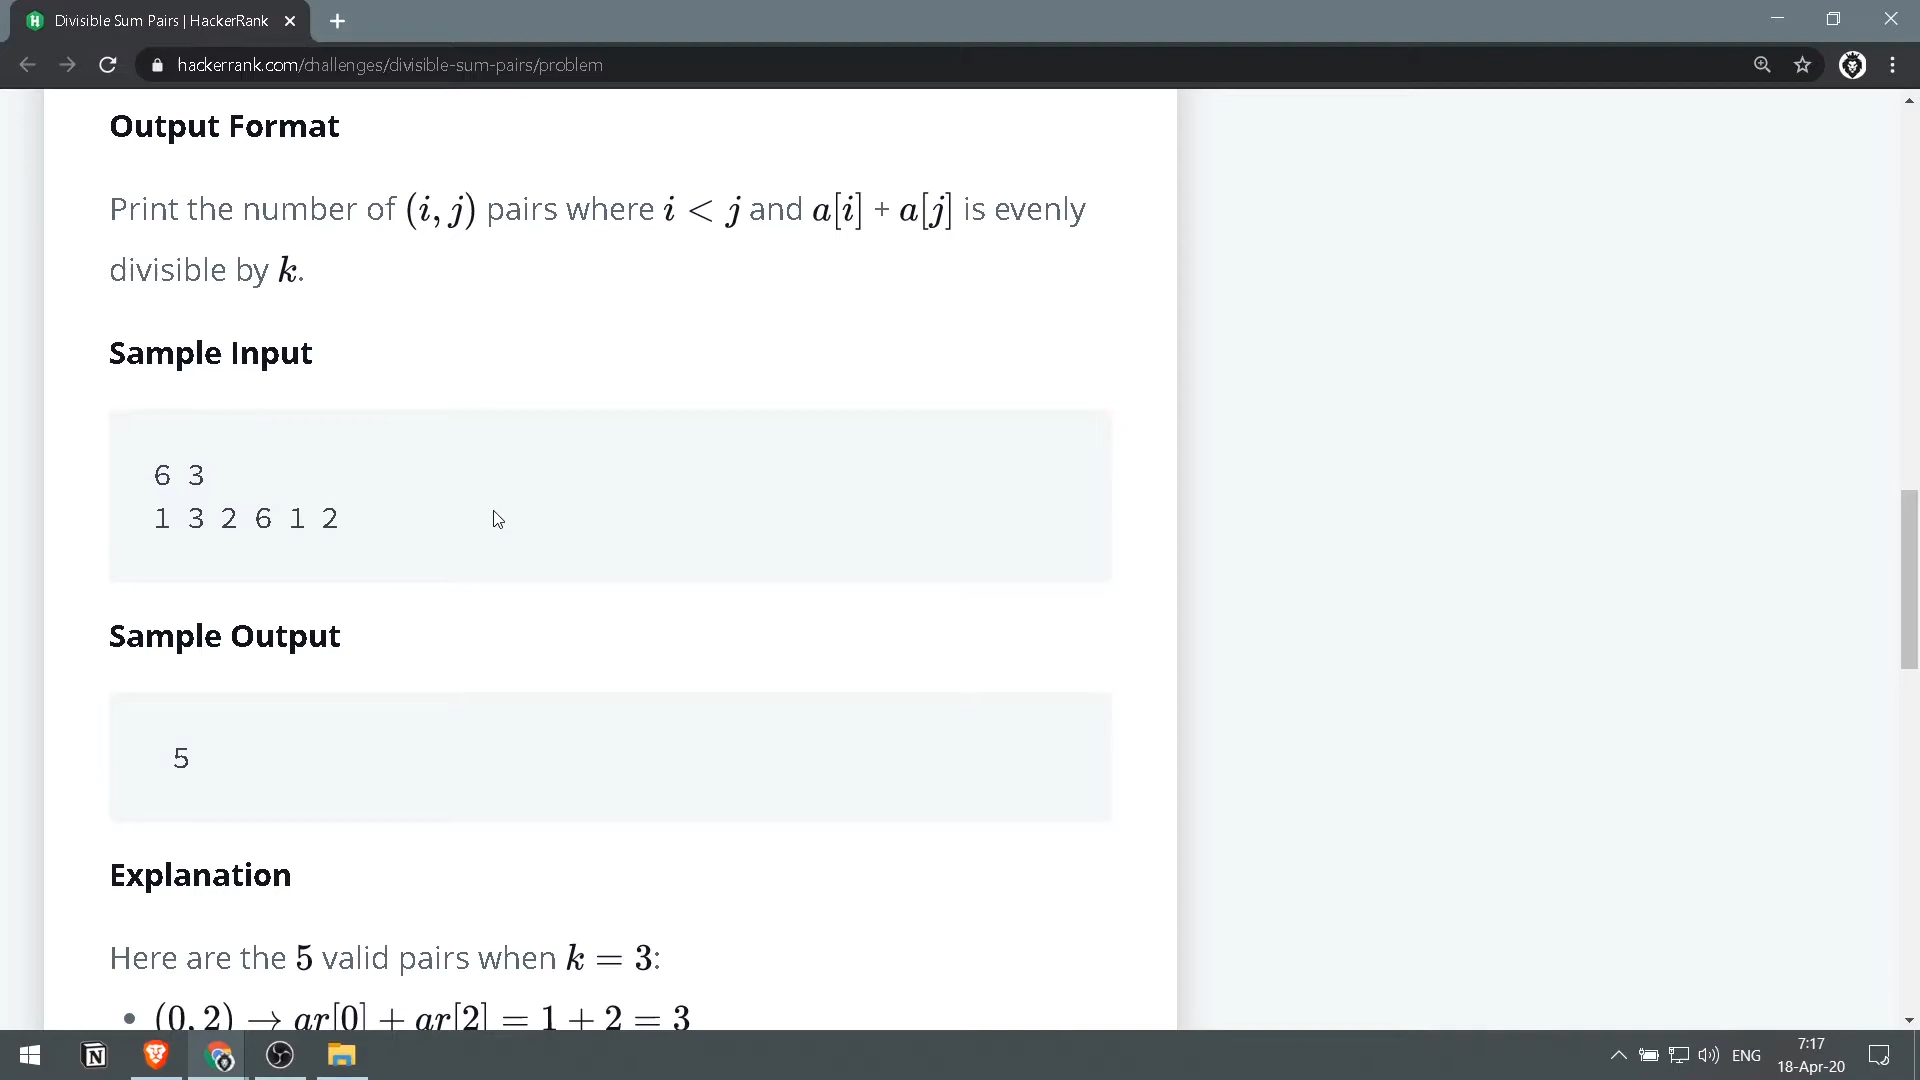 Divisible Sum Pairs | HackerRank
hackerrank.com/challenges/divisible-sum-pairs/problem
Output Format
Print the number of (i, j) pairs where i < j and a[i] + a[j] is evenly
divisible by k.
Sample Input
6 3
1 3 2 6 1 2
Sample Output
5
Explanation
Here are the 5 valid pairs when k = 3:
• (0, 2) → ar[0] + ar[2] = 1 + 2 = 3
ENG
7:17
18-Apr-20